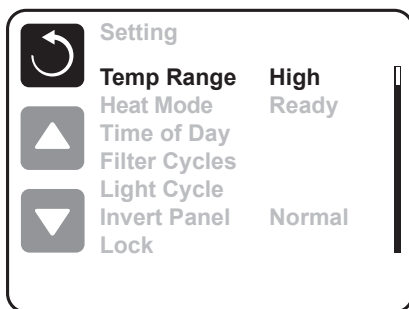 Setting
Temp Range High
Heat Mode Ready
Time of Day
Filter Cycles
Light Cycle
Invert Panel Normal
Lock